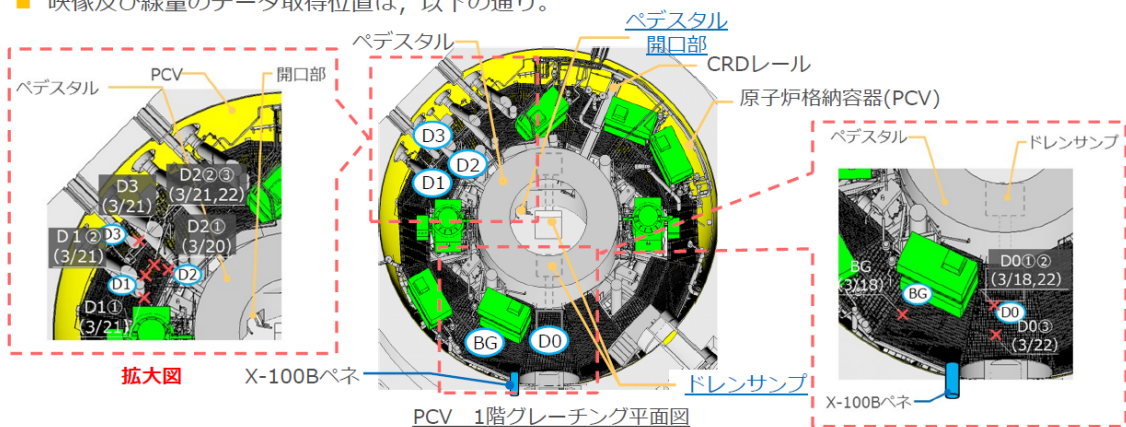 ■ 映像及び線量のデータ取得位置は，以下の通り。
ペデスタル
PCV
開口部
D3
(3/21)
D2②③
(3/21,22)
D1②
(3/21)
D3
D2①
(3/20)
D1
D2
D1①
(3/21)
拡大図
ペデスタル
ペデスタル
開口部
CRDレール
原子炉格納容器(PCV)
D3
D2
D1
BG
D0
X-100Bペネ
ドレンサンプ
PCV　1階グレーチング平面図
ペデスタル
ドレンサンプ
BG
(3/18)
BG
D0①②
(3/18,22)
D0
D0③
(3/22)
X-100Bペネ